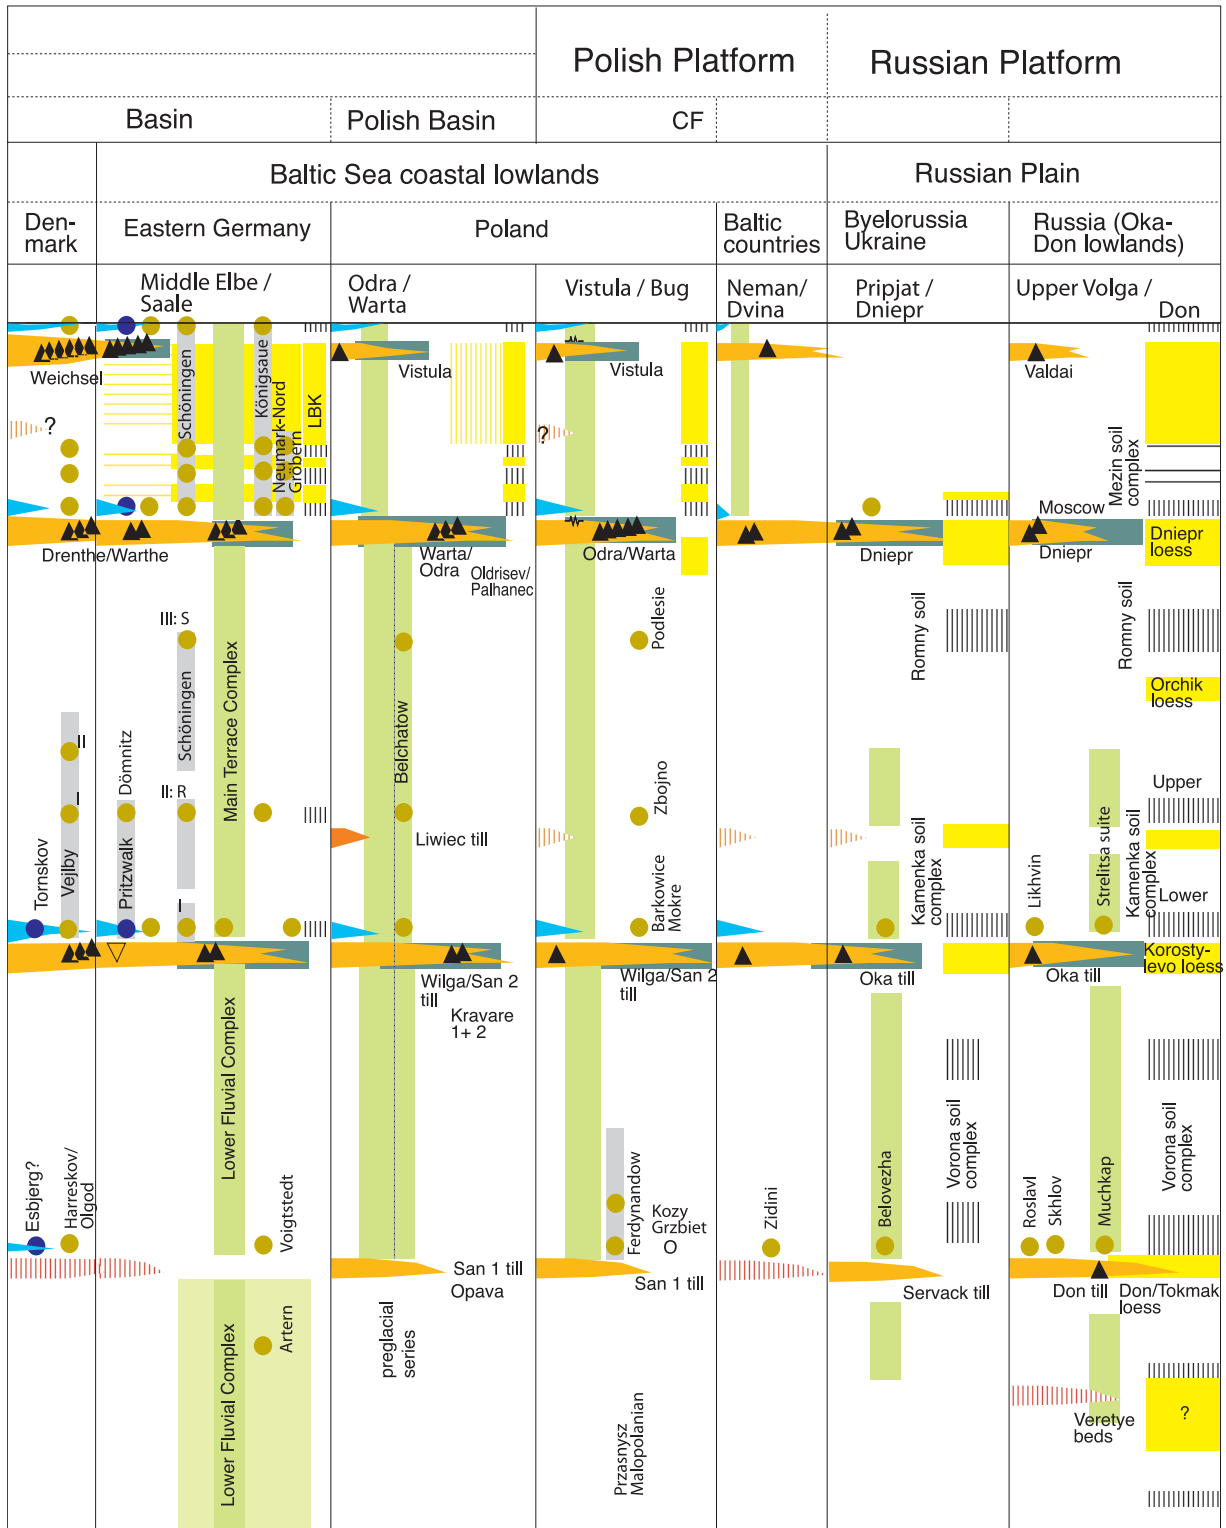 Polish Platform
Russian Platform
Basin
Polish Basin
CF
Baltic Sea coastal lowlands
Russian Plain
Den-
mark
Eastern Germany
Poland
Baltic
countries
Byelorussia
Ukraine
Russia (Oka-
Don lowlands)
Middle Elbe /
Saale
Odra /
Warta
Vistula / Bug
Neman/
Dvina
Pripjat /
Dniepr
Upper Volga /
Don
Weichsel
Schöningen
Königsaue
Neumark-Nord
Gröbern
LBK
Vistula
Vistula
Valdai
?
?
Mezin soil
complex
Moscow
Drenthe/Warthe
Warta/
Odra
Oldrisev/
Palhanec
Odra/Warta
Dniepr
Dniepr
Dniepr
loess
III: S
Schöningen
Main Terrace Complex
Belchatow
Podlesie
Romny soil
Romny soil
Orchik
loess
II
I
Dömnitz
II: R
Zbojno
Upper
Tornskov
Vejlby
Pritzwalk
I
Liwiec till
Barkowice
Mokre
Kamenka soil
complex
Likhvin
Strelitsa suite
Kamenka soil
complex
Lower
Wilga/San 2
till
Kravare
1+ 2
Wilga/San 2
till
Oka till
Oka till
Korosty-
levo loess
Lower Fluvial Complex
Esbjerg?
Harreskov/
Olgod
Voigtstedt
Ferdynandow
Kozy
Grzbiet
O
Zidini
Belovezha
Vorona soil
complex
Roslavl
Skhlov
Muchkap
Vorona soil
complex
San 1 till
Opava
San 1 till
Servack till
Don till
Don/Tokmak
loess
Lower Fluvial Complex
Artern
preglacial
series
Przasnysz
Malopolanian
Veretye
beds
?